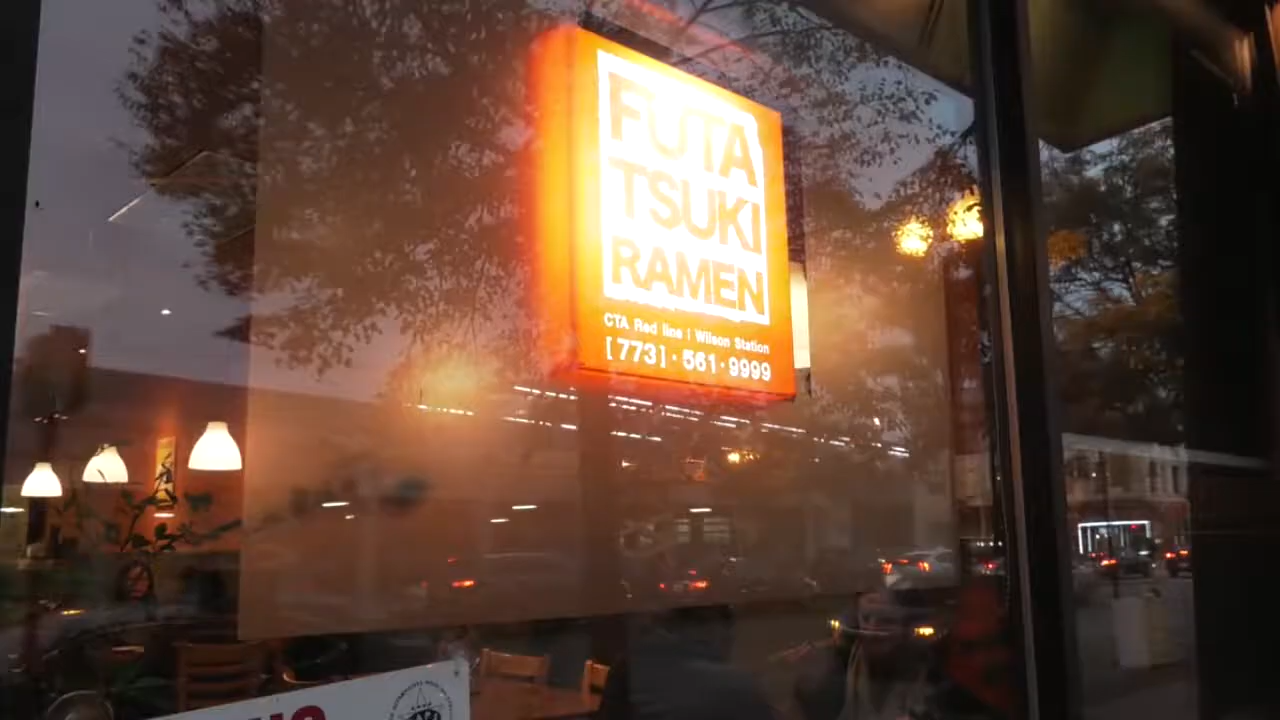 FUTA
TSUKI
RAMEN
CTA Red line | Wilson Station
[773]·561·9999